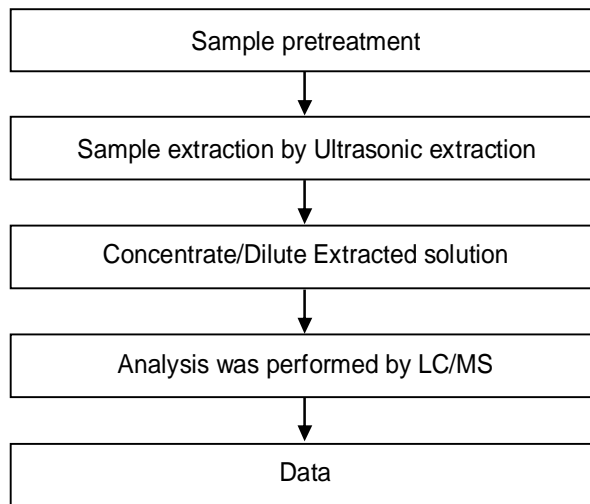 Sample pretreatment
Sample extraction by Ultrasonic extraction
Concentrate/Dilute Extracted solution
Analysis was performed by LC/MS
Data